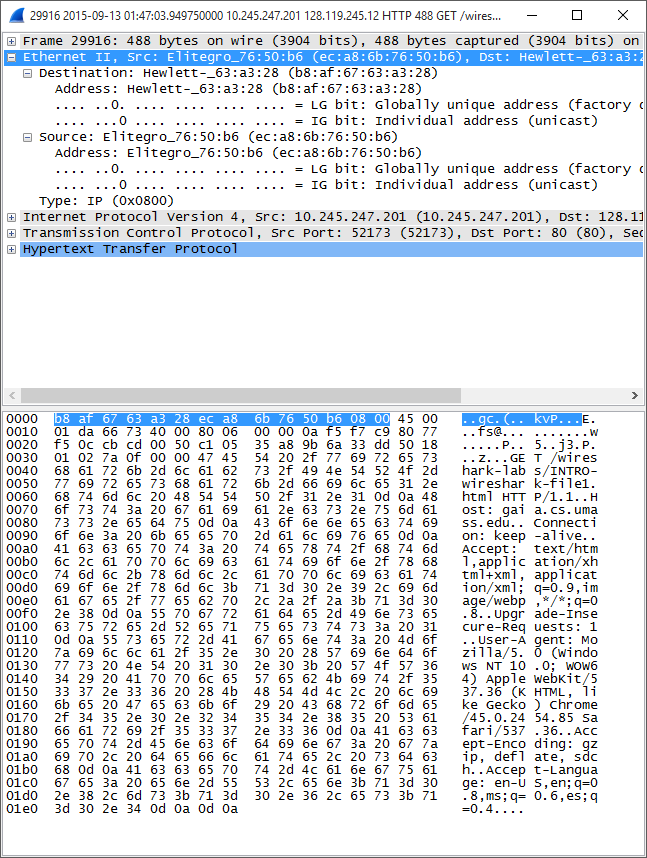 29916 2015-09-13 01:47:03.949750000 10.245.247.201 128.119.245.12 HTTP 488 GET /wires...
Frame 29916: 488 bytes on wire (3904 bits), 488 bytes captured (3904 bits) on
Ethernet II, Src: Elitegro_76:50:b6 (ec:a8:6b:76:50:b6), Dst: Hewlett-_63:a3:2
Destination: Hewlett-_63:a3:28 (b8:af:67:63:a3:28)
Address: Hewlett-_63:a3:28 (b8:af:67:63:a3:28)
.... ..0. .... .... .... .... = LG bit: Globally unique address (factory d
.... ...0 .... .... .... .... = IG bit: Individual address (unicast)
Source: Elitegro_76:50:b6 (ec:a8:6b:76:50:b6)
Address: Elitegro_76:50:b6 (ec:a8:6b:76:50:b6)
.... ..0. .... .... .... .... = LG bit: Globally unique address (factory d
.... ...0 .... .... .... .... = IG bit: Individual address (unicast)
Type: IP (0x0800)
Internet Protocol Version 4, Src: 10.245.247.201 (10.245.247.201), Dst: 128.11
Transmission Control Protocol, Src Port: 52173 (52173), Dst Port: 80 (80), Seq
Hypertext Transfer Protocol
0000 b8 af 67 63 a3 28 ec a8 6b 76 50 b6 08 00 45 00 ..gc.(.. kvP...E.
0010 01 da 66 73 40 00 80 06 00 00 0a f5 f7 c9 80 77 ..fs@... .......w
0020 f5 0c cb cd 00 50 c1 05 35 a8 9b 6a 33 dd 50 18 .....P.. 5..j3.P.
0030 01 02 7a 0f 00 00 47 45 54 20 2f 77 69 72 65 73 ..z...GE T /wires
0040 68 61 72 6b 2d 6c 61 62 73 2f 49 4e 54 52 4f 2d hark-lab s/INTRO-
0050 77 69 72 65 73 68 61 72 6b 2d 66 69 6c 65 31 2e wireshar k-file1.
0060 68 74 6d 6c 20 48 54 54 50 2f 31 2e 31 0d 0a 48 html HTT P/1.1..H
0070 6f 73 74 3a 20 67 61 69 61 2e 63 73 2e 75 6d 61 ost: gai a.cs.uma
0080 73 73 2e 65 64 75 0d 0a 43 6f 6e 6e 65 63 74 69 ss.edu.. Connecti
0090 6f 6e 3a 20 6b 65 65 70 2d 61 6c 69 76 65 0d 0a on: keep -alive..
00a0 41 63 63 65 70 74 3a 20 74 65 78 74 2f 68 74 6d Accept: text/htm
00b0 6c 2c 61 70 70 6c 69 63 61 74 69 6f 6e 2f 78 68 l,applic ation/xh
00c0 74 6d 6c 2b 78 6d 6c 2c 61 70 70 6c 69 63 61 74 tml+xml, applicat
00d0 69 6f 6e 2f 78 6d 6c 3b 71 3d 30 2e 39 2c 69 6d ion/xml; q=0.9,im
00e0 61 67 65 2f 77 65 62 70 2c 2a 2f 2a 3b 71 3d 30 age/webp ,*/*;q=0
00f0 2e 38 0d 0a 55 70 67 72 61 64 65 2d 49 6e 73 65 .8..Upgr ade-Inse
0100 63 75 72 65 2d 52 65 71 75 65 73 74 73 3a 20 31 cure-Req uests: 1
0110 0d 0a 55 73 65 72 2d 41 67 65 6e 74 3a 20 4d 6f ..User-A gent: Mo
0120 7a 69 6c 6c 61 2f 35 2e 30 20 28 57 69 6e 64 6f zilla/5. 0 (Windo
0130 77 73 20 4e 54 20 31 30 2e 30 3b 20 57 4f 57 36 ws NT 10 .0; WOW6
0140 34 29 20 41 70 70 6c 65 57 65 62 4b 69 74 2f 35 4) Apple WebKit/5
0150 33 37 2e 33 36 20 28 4b 48 54 4d 4c 2c 20 6c 69 37.36 (K HTML, li
0160 6b 65 20 47 65 63 6b 6f 29 20 43 68 72 6f 6d 65 ke Gecko ) Chrome
0170 2f 34 35 2e 30 2e 32 34 35 34 2e 38 35 20 53 61 /45.0.24 54.85 Sa
0180 66 61 72 69 2f 35 33 37 2e 33 36 0d 0a 41 63 63 fari/537 .36..Acc
0190 65 70 74 2d 45 6e 63 6f 64 69 6e 67 3a 20 67 7a ept-Enco ding: gz
01a0 69 70 2c 20 64 65 66 6c 61 74 65 2c 20 73 64 63 ip, defl ate, sdc
01b0 68 0d 0a 41 63 63 65 70 74 2d 4c 61 6e 67 75 61 h..Accep t-Langua
01c0 67 65 3a 20 65 6e 2d 55 53 2c 65 6e 3b 71 3d 30 ge: en-U S,en;q=0
01d0 2e 38 2c 6d 73 3b 71 3d 30 2e 36 2c 65 73 3b 71 .8,ms;q= 0.6,es;q
01e0 3d 30 2e 34 0d 0a 0d 0a =0.4....